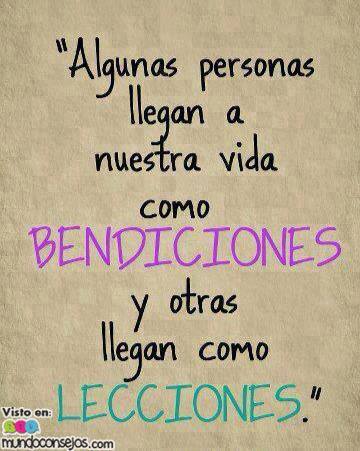 "Algunas personas
llegan a
nuestra vida
como
BENDICIONES
y otras
llegan como
LECCIONES."
Visto en:
mundoconsejos.com